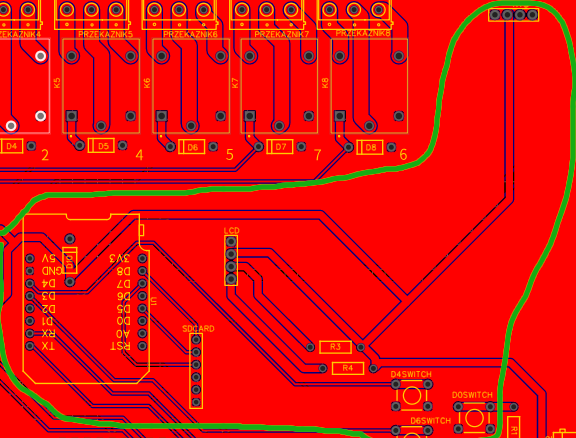 PRZEKAZNIK5
PRZEKAZNIK6
PRZEKAZNIK7
PRZEKAZNIK8
K5
K6
K7
K8
D4
2
D5
4
D6
5
D7
7
D8
6
LCD
5V
GND
D4
D3
D2
D1
RX
TX
3V3
D8
D7
D6
D5
D0
A0
RST
U1
SDCARD
R3
R4
D4SWITCH
D0SWITCH
D6SWITCH
R1